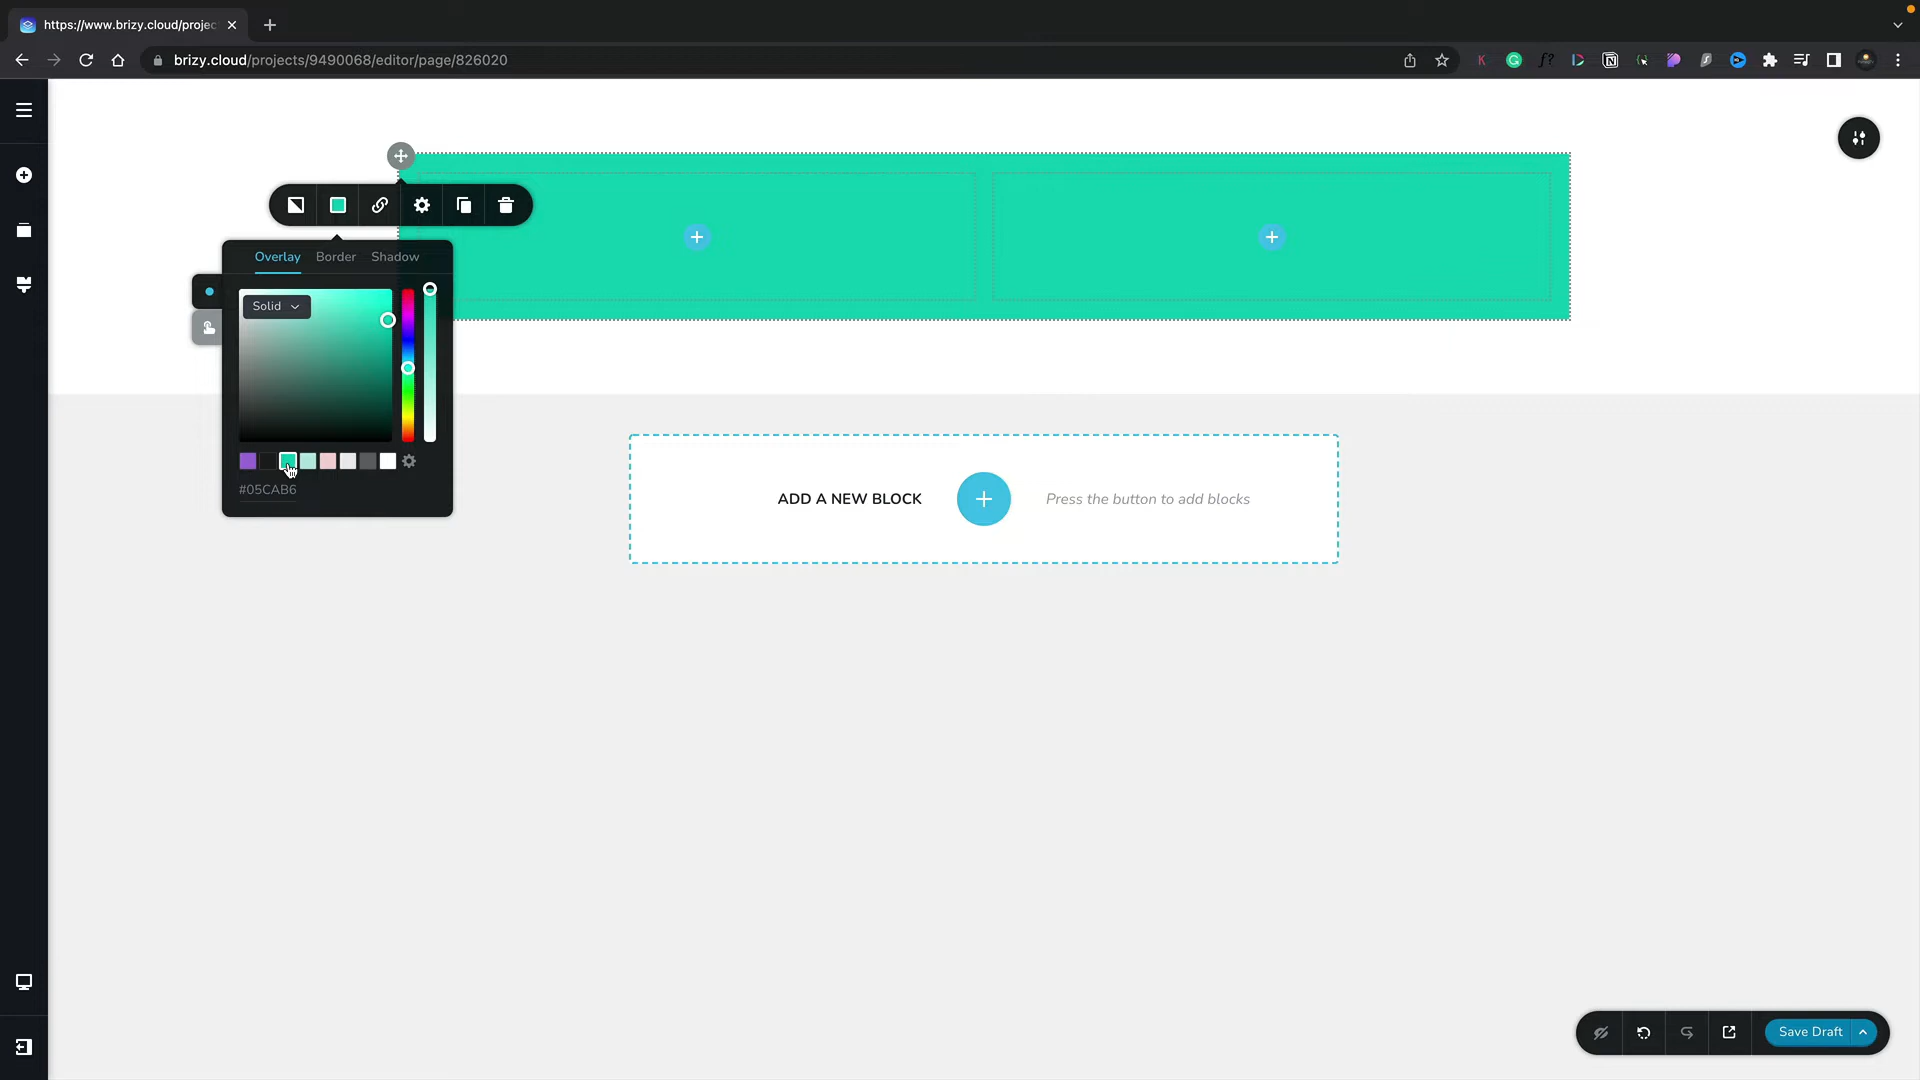 https://www.brizy.cloud/projec
brizy.cloud/projects/9490068/editor/page/826020
Overlay Border Shadow
Solid
#05CAB6
ADD A NEW BLOCK
Press the button to add blocks
Save Draft